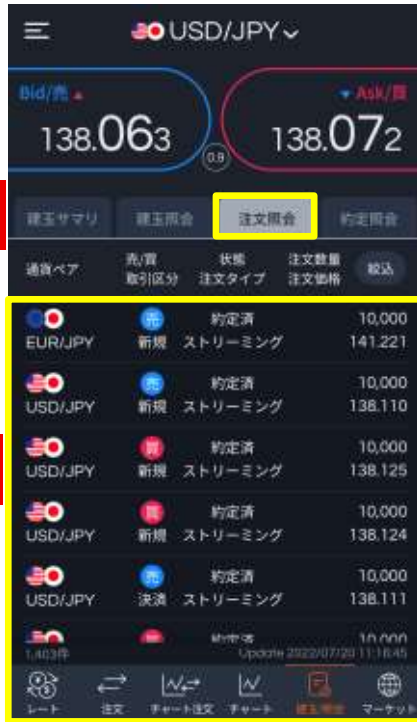 USD/JPY
Bid/売 Ask/買
138.063 0.9 138.072
建玉サマリ 建玉照会 注文照会 約定照会
通貨ペア 売/買 状態 注文数量 絞込
取引区分 注文タイプ 注文価格
売 約定済 10,000
EUR/JPY 新規 ストリーミング 141.221
売 約定済 10,000
USD/JPY 新規 ストリーミング 138.110
買 約定済 10,000
USD/JPY 新規 ストリーミング 138.125
買 約定済 10,000
USD/JPY 新規 ストリーミング 138.124
売 約定済 10,000
USD/JPY 決済 ストリーミング 138.111
約定済 10,000
1,403件 Update 2022/07/20 11:16:45
レート 注文 チャート注文 チャート 建玉/照会 マーケット